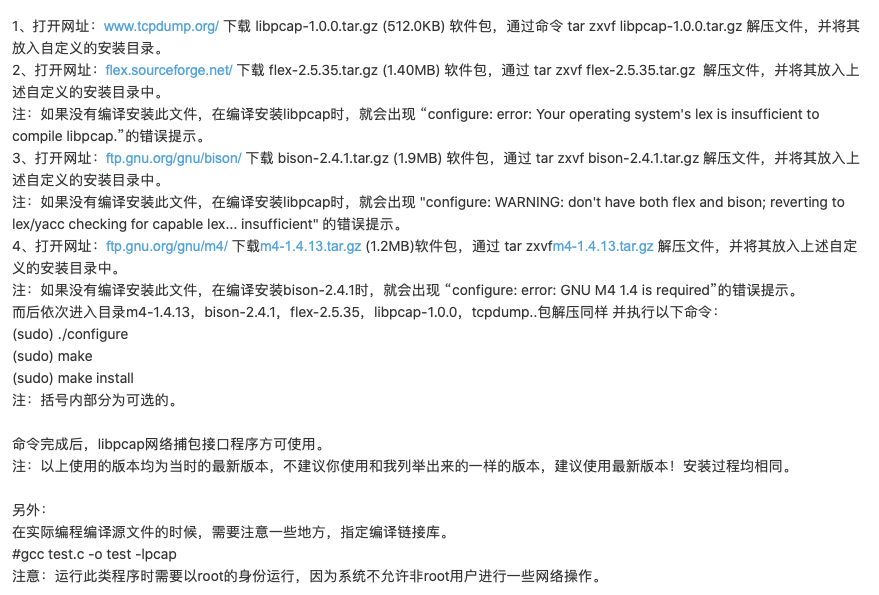 1、打开网址：www.tcpdump.org/ 下载 libpcap-1.0.0.tar.gz (512.0KB) 软件包，通过命令 tar zxvf libpcap-1.0.0.tar.gz 解压文件，并将其
放入自定义的安装目录。
2、打开网址：flex.sourceforge.net/ 下载 flex-2.5.35.tar.gz (1.40MB) 软件包，通过 tar zxvf flex-2.5.35.tar.gz 解压文件，并将其放入上
述自定义的安装目录中。
注：如果没有编译安装此文件，在编译安装libpcap时，就会出现 “configure: error: Your operating system's lex is insufficient to
compile libpcap.”的错误提示。
3、打开网址：ftp.gnu.org/gnu/bison/ 下载 bison-2.4.1.tar.gz (1.9MB) 软件包，通过 tar zxvf bison-2.4.1.tar.gz 解压文件，并将其放入上
述自定义的安装目录中。
注：如果没有编译安装此文件，在编译安装libpcap时，就会出现 "configure: WARNING: don't have both flex and bison; reverting to
lex/yacc checking for capable lex... insufficient" 的错误提示。
4、打开网址：ftp.gnu.org/gnu/m4/ 下载m4-1.4.13.tar.gz (1.2MB)软件包，通过 tar zxvfm4-1.4.13.tar.gz 解压文件，并将其放入上述自定
义的安装目录中。
注：如果没有编译安装此文件，在编译安装bison-2.4.1时，就会出现 “configure: error: GNU M4 1.4 is required”的错误提示。
而后依次进入目录m4-1.4.13，bison-2.4.1，flex-2.5.35，libpcap-1.0.0，tcpdump..包解压同样 并执行以下命令：
(sudo) ./configure
(sudo) make
(sudo) make install
注：括号内部分为可选的。
命令完成后，libpcap网络捕包接口程序方可使用。
注：以上使用的版本均为当时的最新版本，不建议你使用和我列举出来的一样的版本，建议使用最新版本！安装过程均相同。
另外：
在实际编程编译源文件的时候，需要注意一些地方，指定编译链接库。
#gcc test.c -o test -lpcap
注意：运行此类程序时需要以root的身份运行，因为系统不允许非root用户进行一些网络操作。